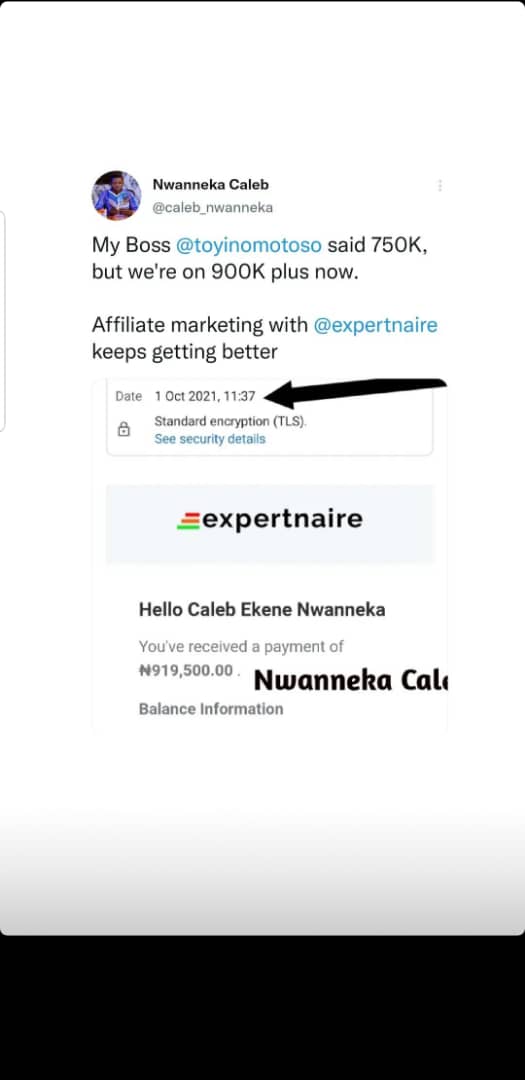 Nwanneka Caleb
@caleb_nwanneka
My Boss @toyinomotoso said 750K,
but we're on 900K plus now.
Affiliate marketing with @expertnaire
keeps getting better
Date 1 Oct 2021, 11:37
Standard encryption (TLS).
See security details
expertnaire
Hello Caleb Ekene Nwanneka
You've received a payment of
₦919,500.00 .
Nwanneka Cale
Balance Information